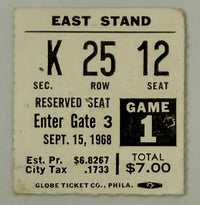 EAST STAND
K 25 12
SEC. ROW SEAT
RESERVED SEAT
Enter Gate 3
SEPT. 15, 1968
GAME
1
Est. Pr. $6.8267
City Tax .1733
TOTAL
$7.00
GLOBE TICKET CO., PHILA.